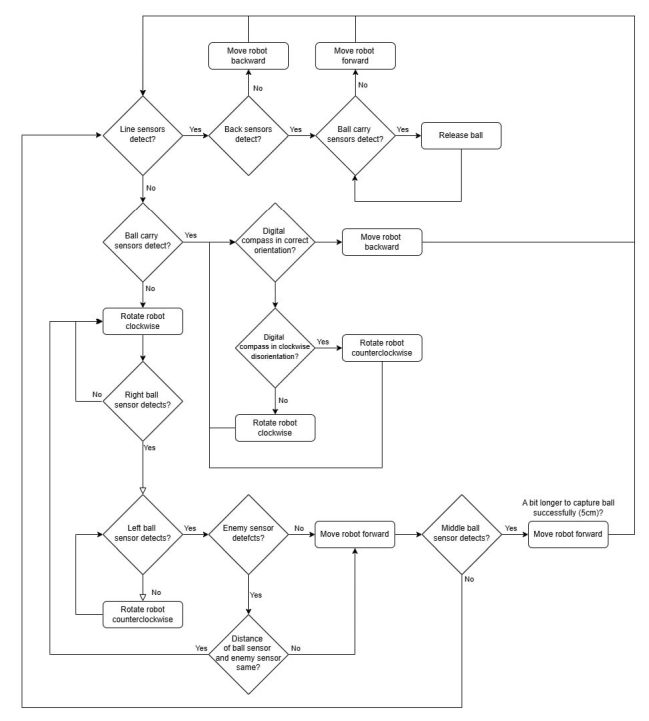 Move robot
backward
Move robot
forward
No
No
Line sensors
detect?
Yes
Back sensors
detect?
Yes
Ball carry
sensors detect?
Yes
Release ball
No
Ball carry
sensors detect?
Yes
Digital
compass in correct
orientation?
Move robot
backward
No
Rotate robot
clockwise
Digital
compass in clockwise
disorientation?
Yes
Rotate robot
counterclockwise
No
Right ball
sensor detects?
No
Rotate robot
clockwise
Yes
Left ball
sensor detects?
Yes
Enemy sensor
detefcts?
No
Move robot forward
Middle ball
sensor detects?
Yes
A bit longer to capture ball
successfully (5cm)?
Move robot forward
No
No
Yes
Rotate robot
counterclockwise
Yes
Distance
of ball sensor
and enemy sensor
same?
No